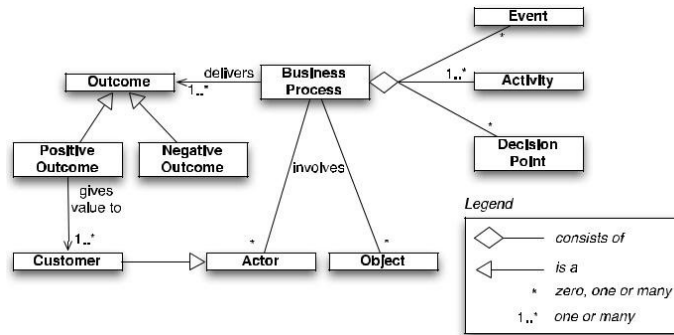 Event
*
delivers
Outcome
1..*
Business
Process
1..*
Activity
*
Decision
Point
Positive
Outcome
Negative
Outcome
involves
gives
value to
1..*
*
*
Customer
Actor
Object
Legend
consists of
is a
* zero, one or many
1..* one or many